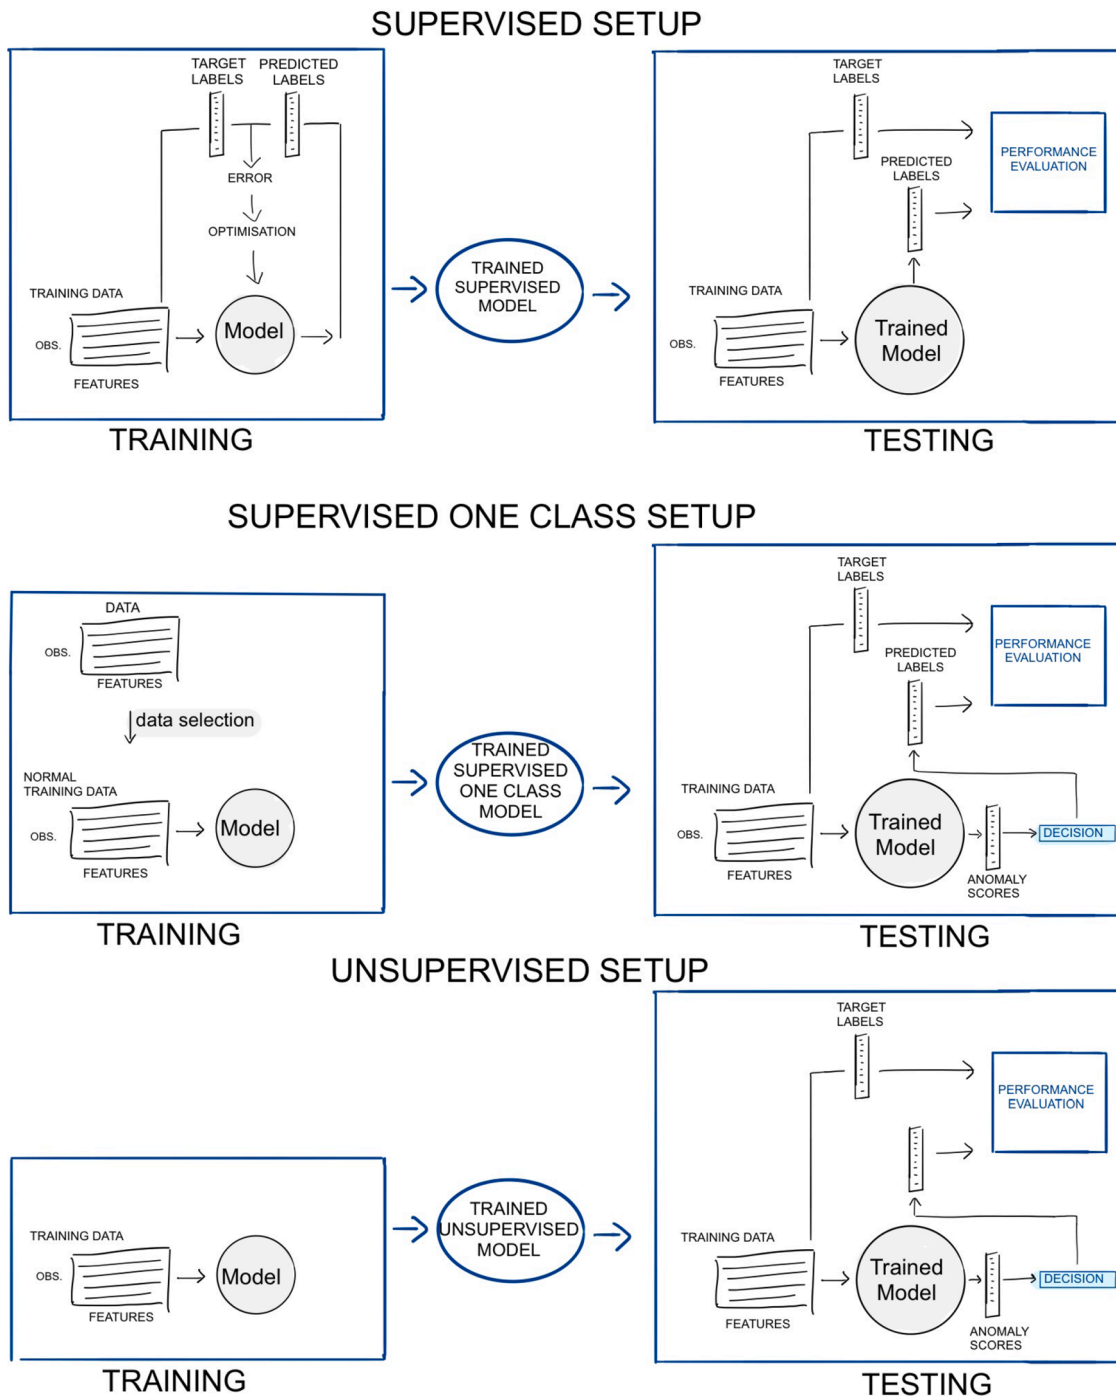 SUPERVISED SETUP
TARGET
LABELS
PREDICTED
LABELS
ERROR
OPTIMISATION
TRAINING DATA
OBS.
FEATURES
Model
TRAINING
TRAINED
SUPERVISED
MODEL
TARGET
LABELS
PREDICTED
LABELS
PERFORMANCE
EVALUATION
TRAINING DATA
OBS.
FEATURES
Trained
Model
TESTING
SUPERVISED ONE CLASS SETUP
DATA
OBS.
FEATURES
data selection
NORMAL
TRAINING DATA
OBS.
FEATURES
Model
TRAINING
TRAINED
SUPERVISED
ONE CLASS
MODEL
TARGET
LABELS
PREDICTED
LABELS
PERFORMANCE
EVALUATION
TRAINING DATA
OBS.
FEATURES
Trained
Model
ANOMALY
SCORES
DECISION
TESTING
UNSUPERVISED SETUP
TRAINING DATA
OBS.
FEATURES
Model
TRAINING
TRAINED
UNSUPERVISED
MODEL
TARGET
LABELS
PERFORMANCE
EVALUATION
TRAINING DATA
OBS.
FEATURES
Trained
Model
ANOMALY
SCORES
DECISION
TESTING